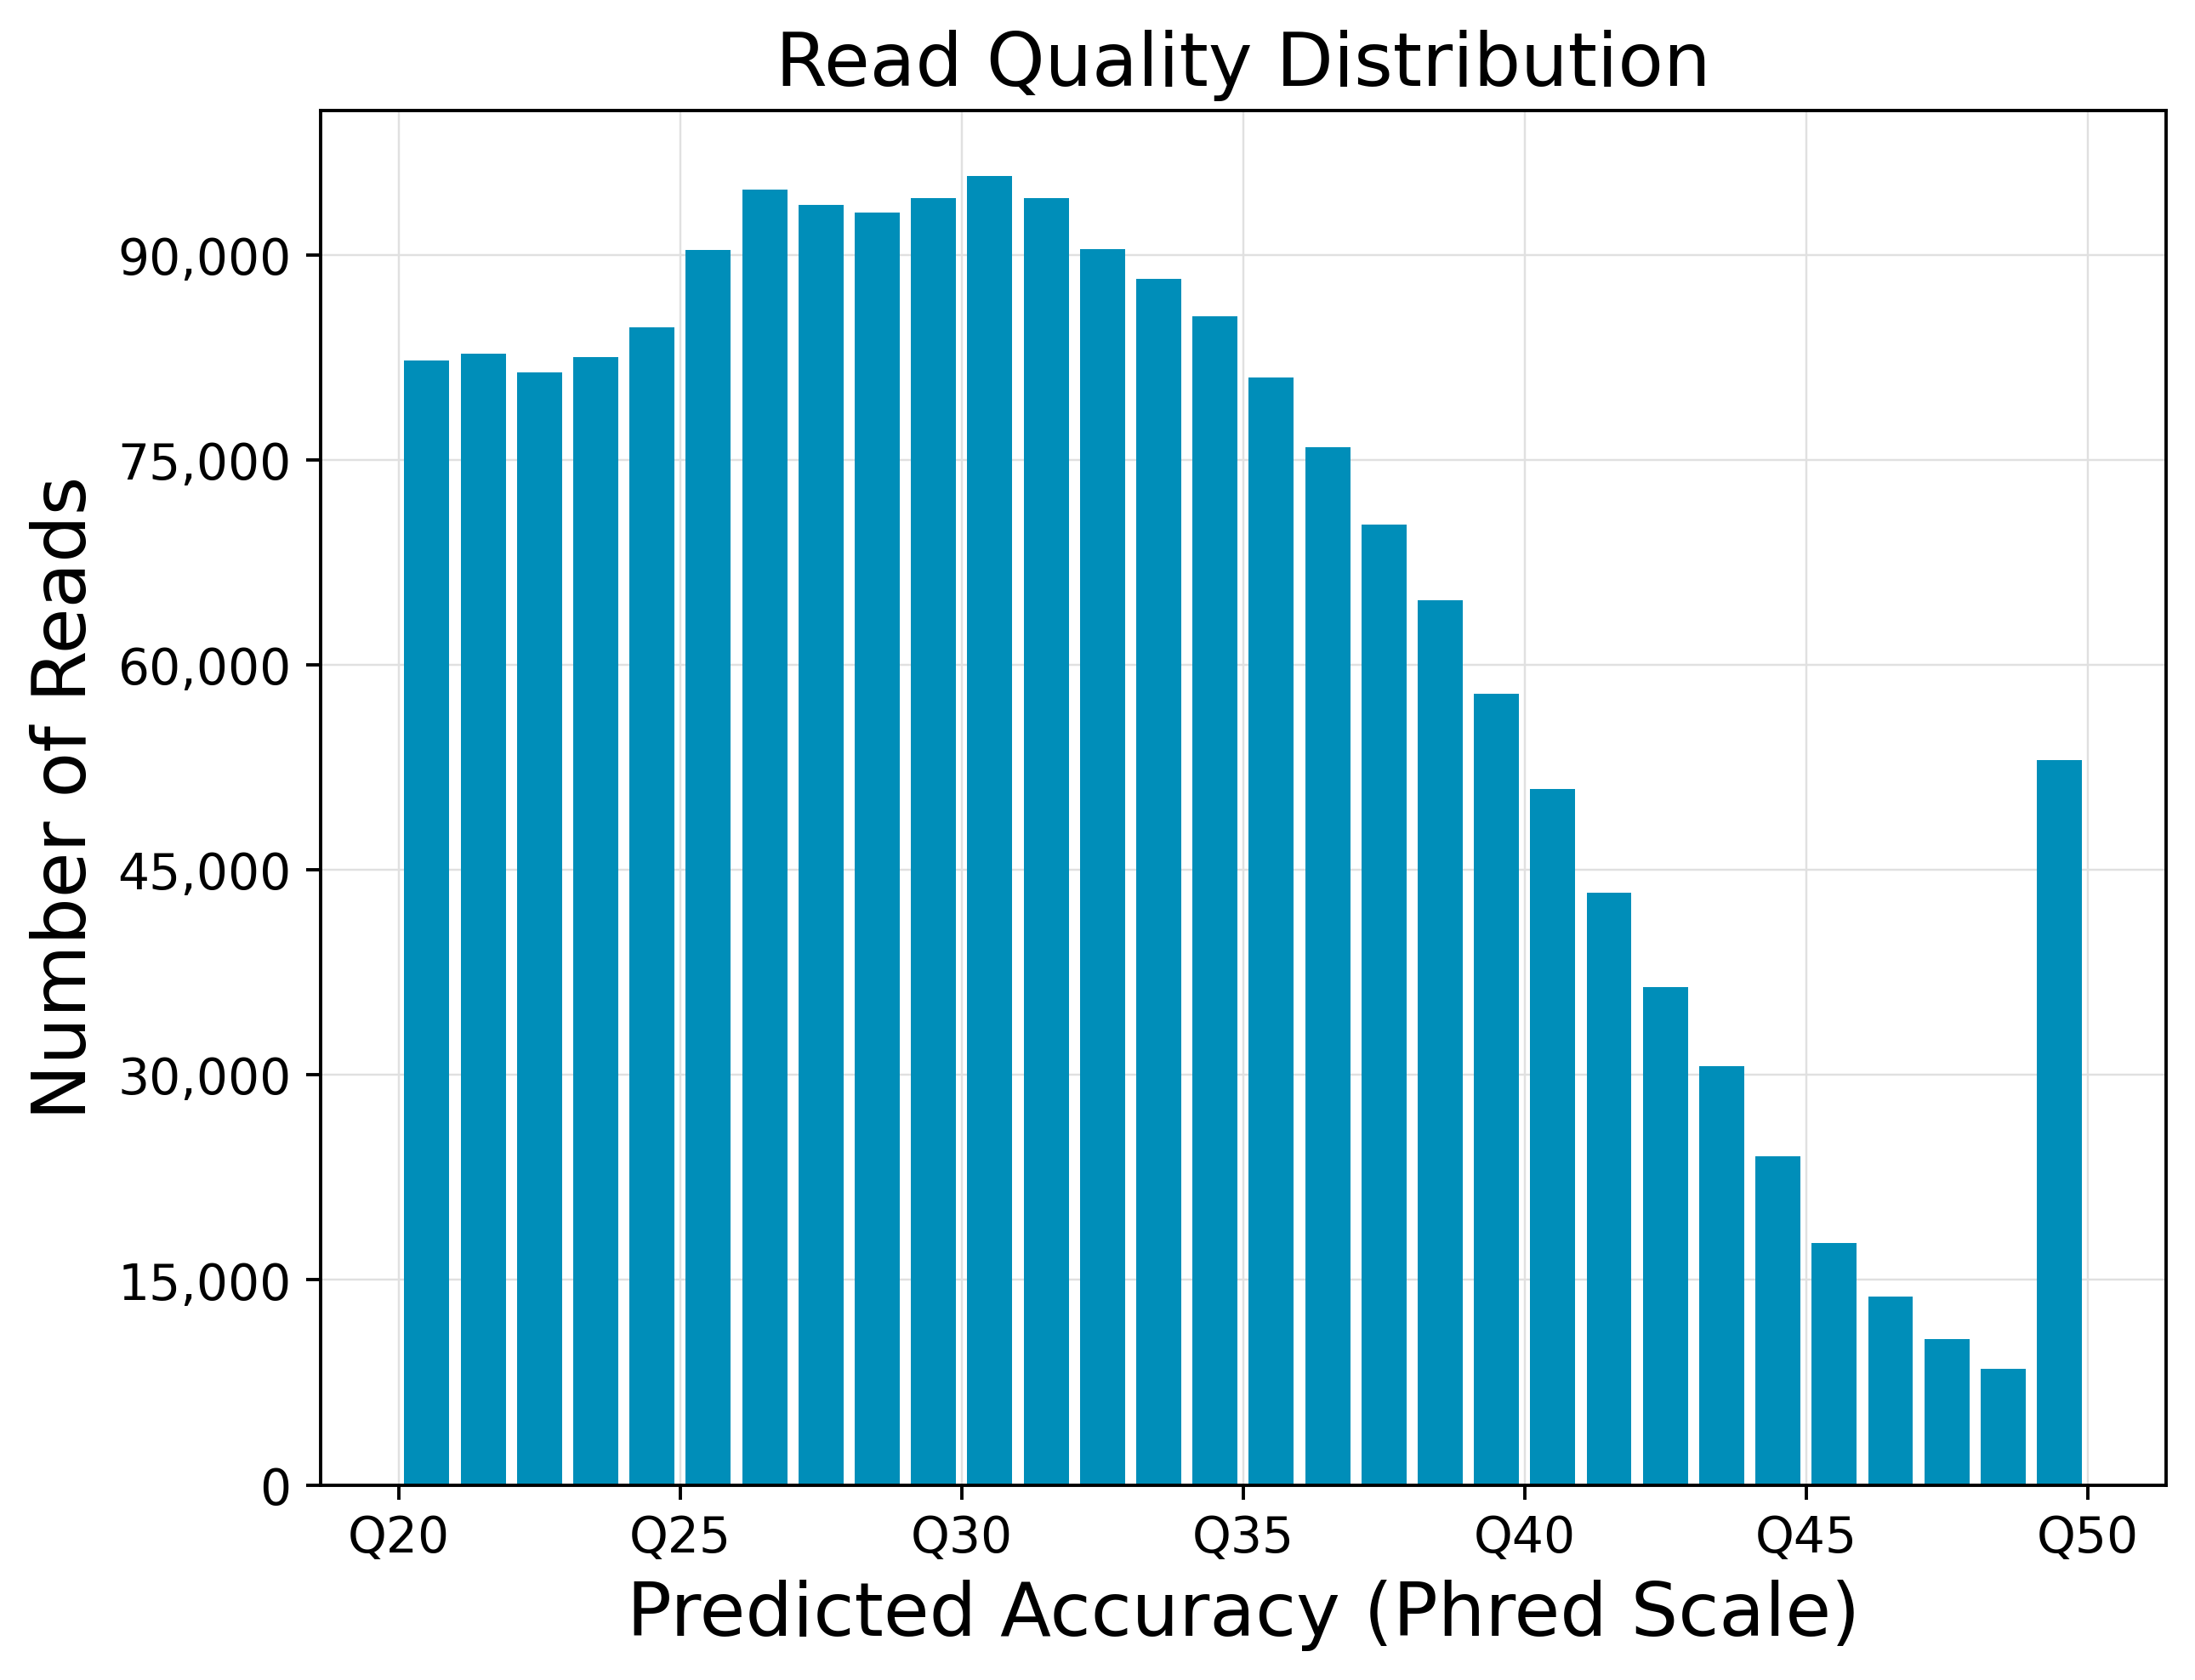 Read Quality Distribution
Number of Reads
90,000
75,000
60,000
45,000
30,000
15,000
0
Q20 Q25 Q30 Q35 Q40 Q45 Q50
Predicted Accuracy (Phred Scale)